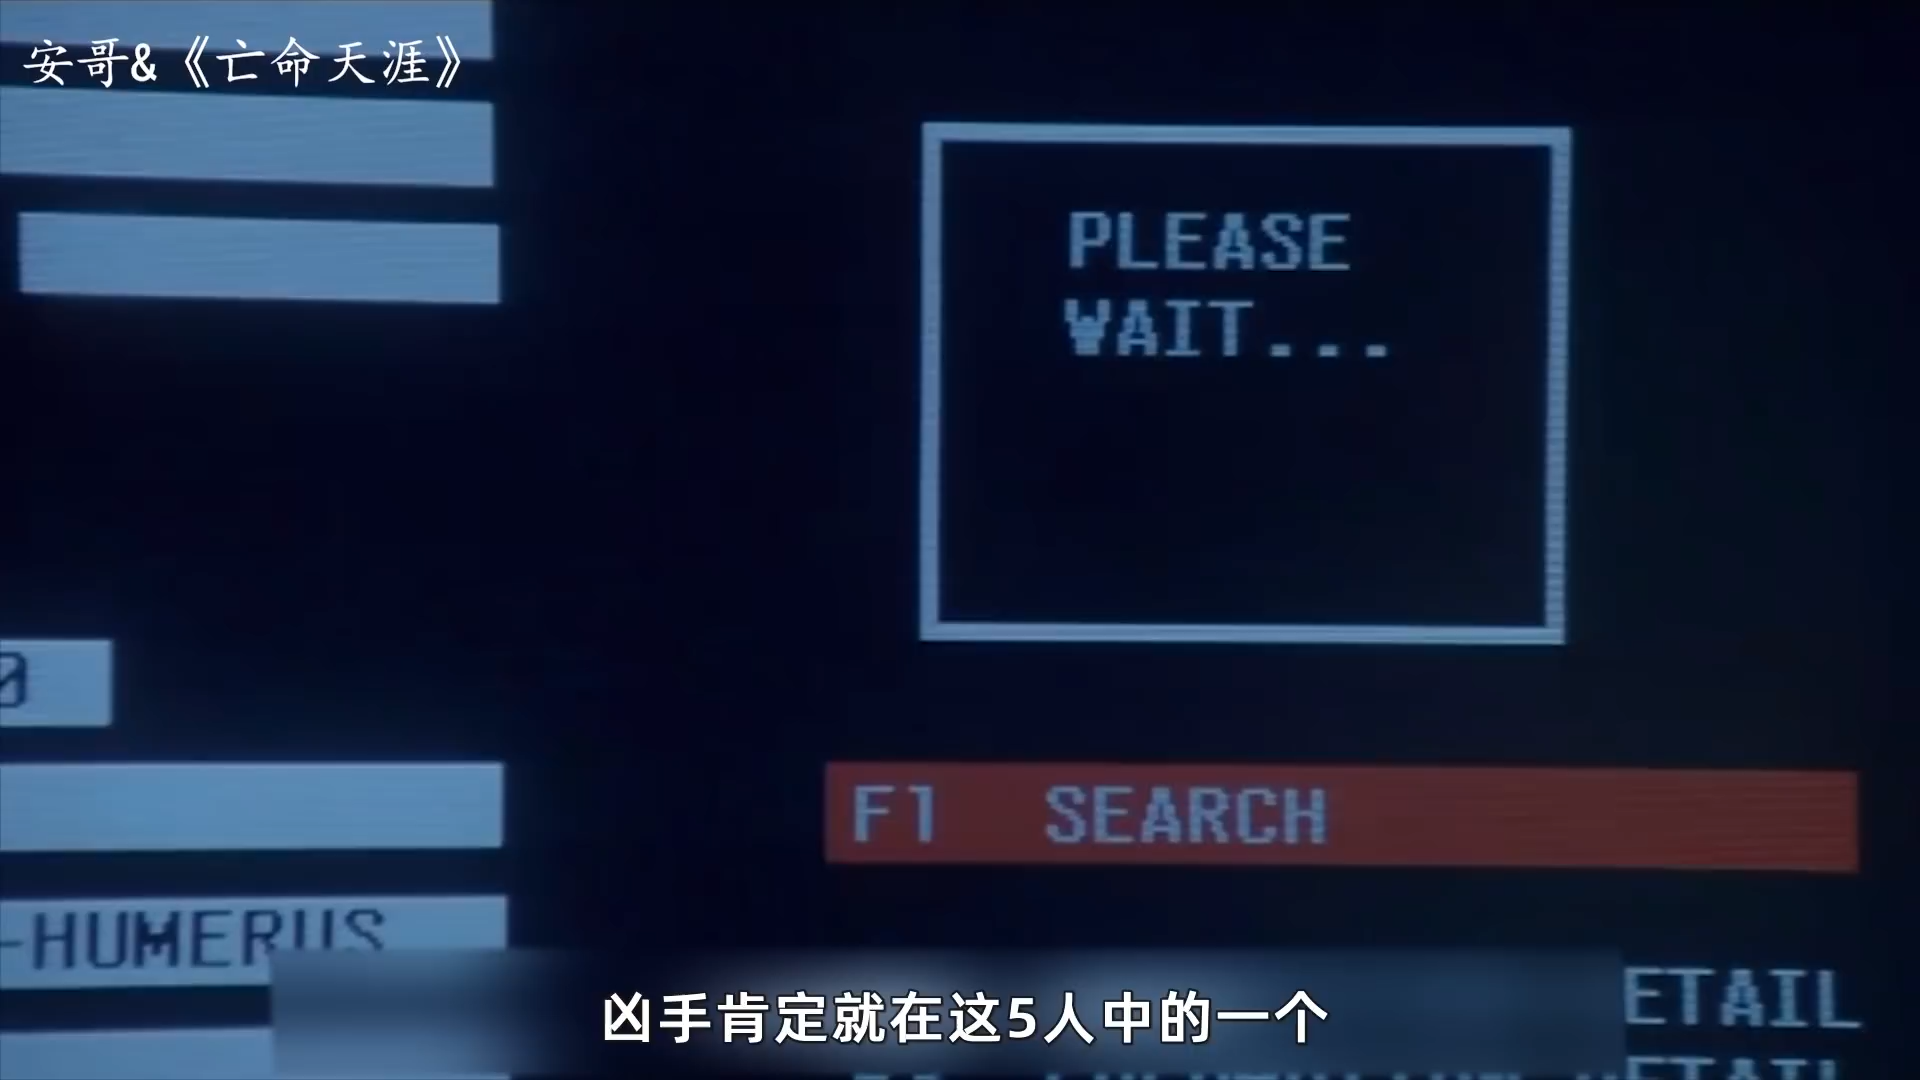 安哥&《亡命天涯》
PLEASE
WAIT...
0
F1 SEARCH
-HUMERUS
ETAIL
凶手肯定就在这5人中的一个